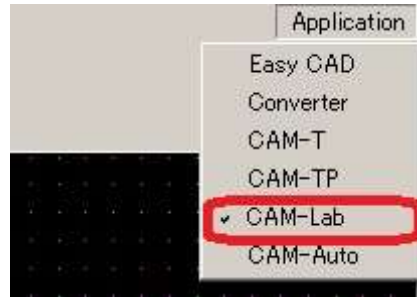 Application
Easy CAD
Converter
CAM-T
CAM-TP
CAM-Lab
CAM-Auto